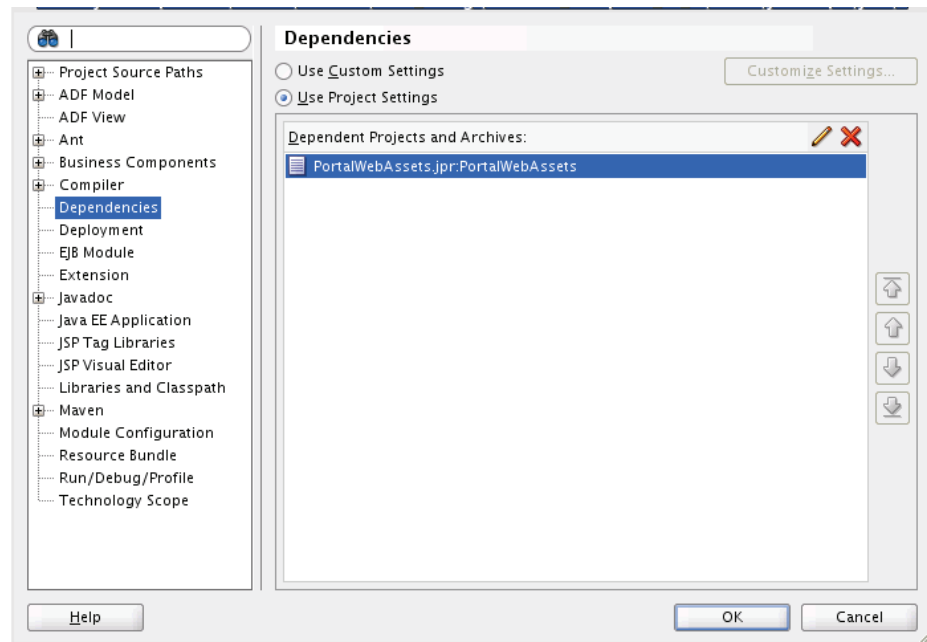 Dependencies
Project Source Paths
ADF Model
ADF View
Ant
Business Components
Compiler
Dependencies
Deployment
EJB Module
Extension
Javadoc
Java EE Application
JSP Tag Libraries
JSP Visual Editor
Libraries and Classpath
Maven
Module Configuration
Resource Bundle
Run/Debug/Profile
Technology Scope
Use Custom Settings
Customize Settings...
Use Project Settings
Dependent Projects and Archives:
PortalWebAssets.jpr:PortalWebAssets
Help
OK
Cancel